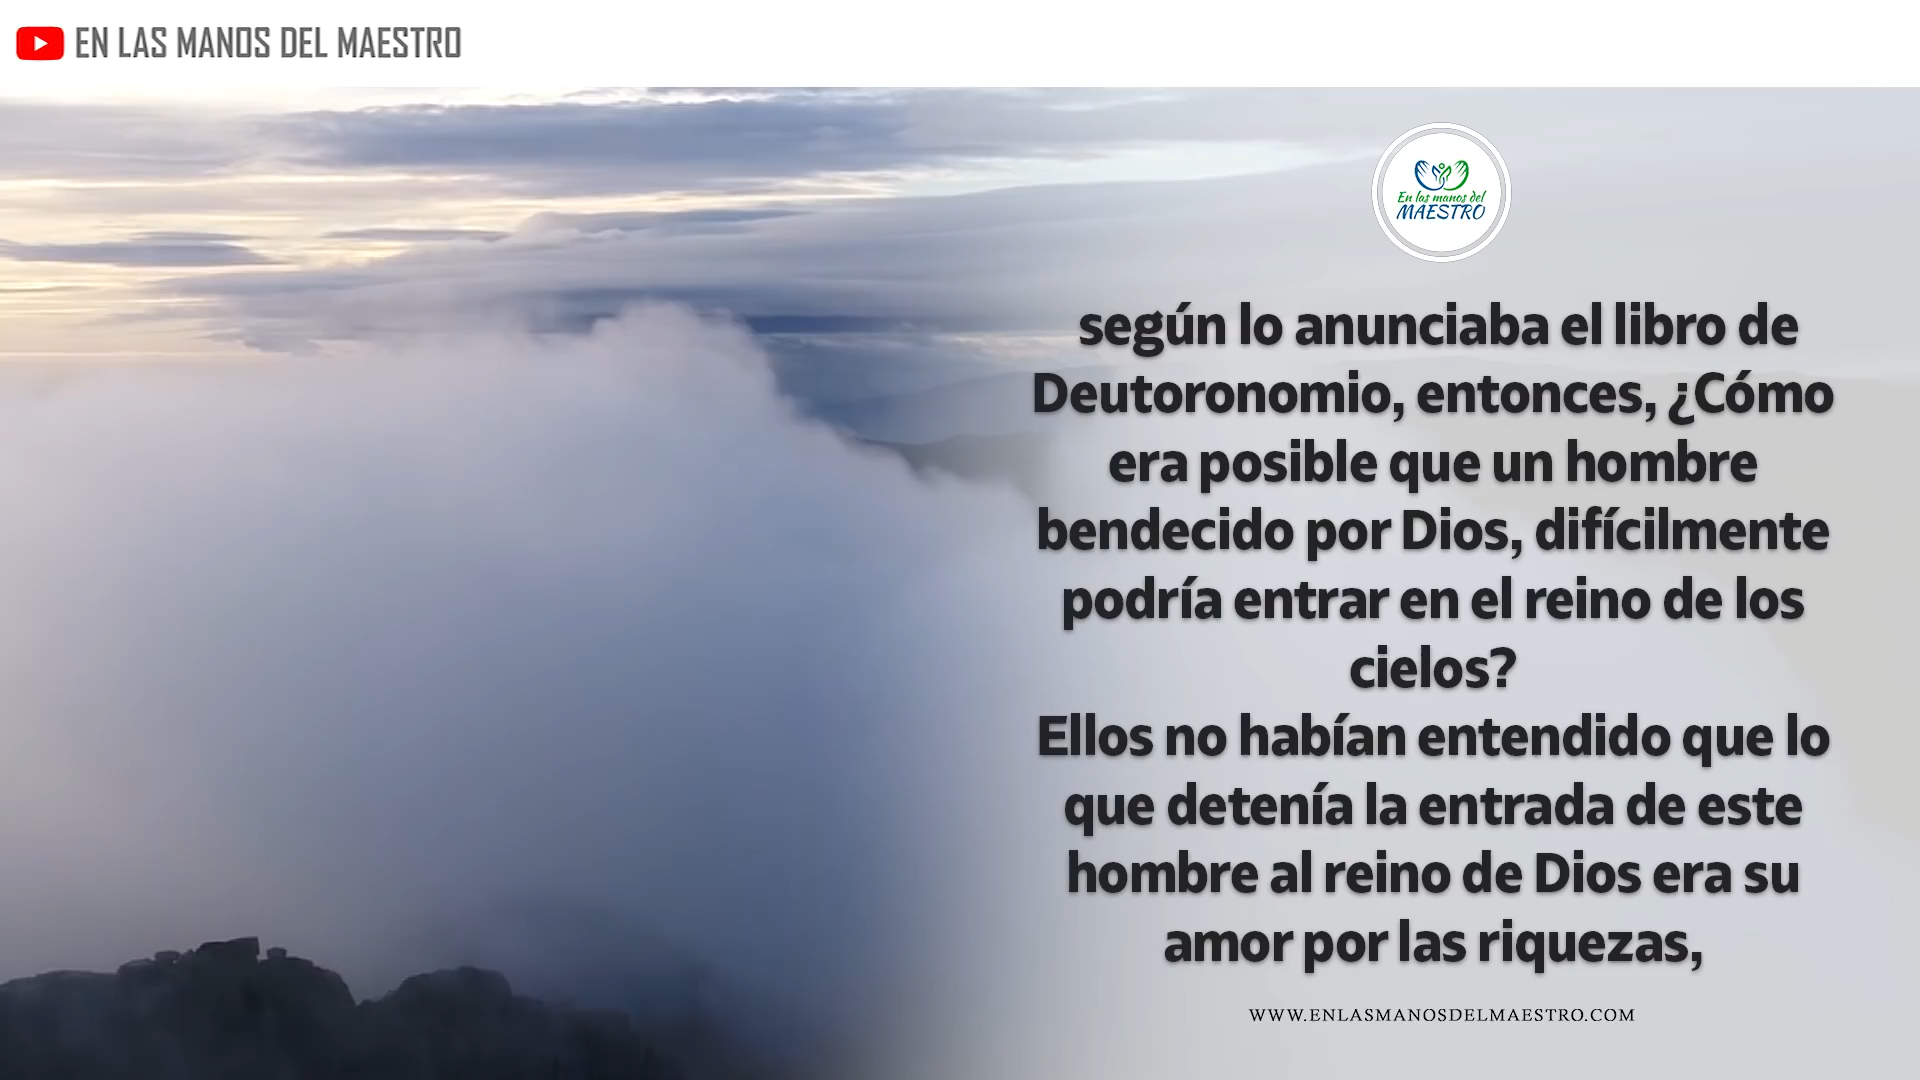 EN LAS MANOS DEL MAESTRO
En las manos del
MAESTRO
según lo anunciaba el libro de
Deutoronomio, entonces, ¿Cómo
era posible que un hombre
bendecido por Dios, difícilmente
podría entrar en el reino de los
cielos?
Ellos no habían entendido que lo
que detenía la entrada de este
hombre al reino de Dios era su
amor por las riquezas,
WWW.ENLASMANOSDELMAESTRO.COM